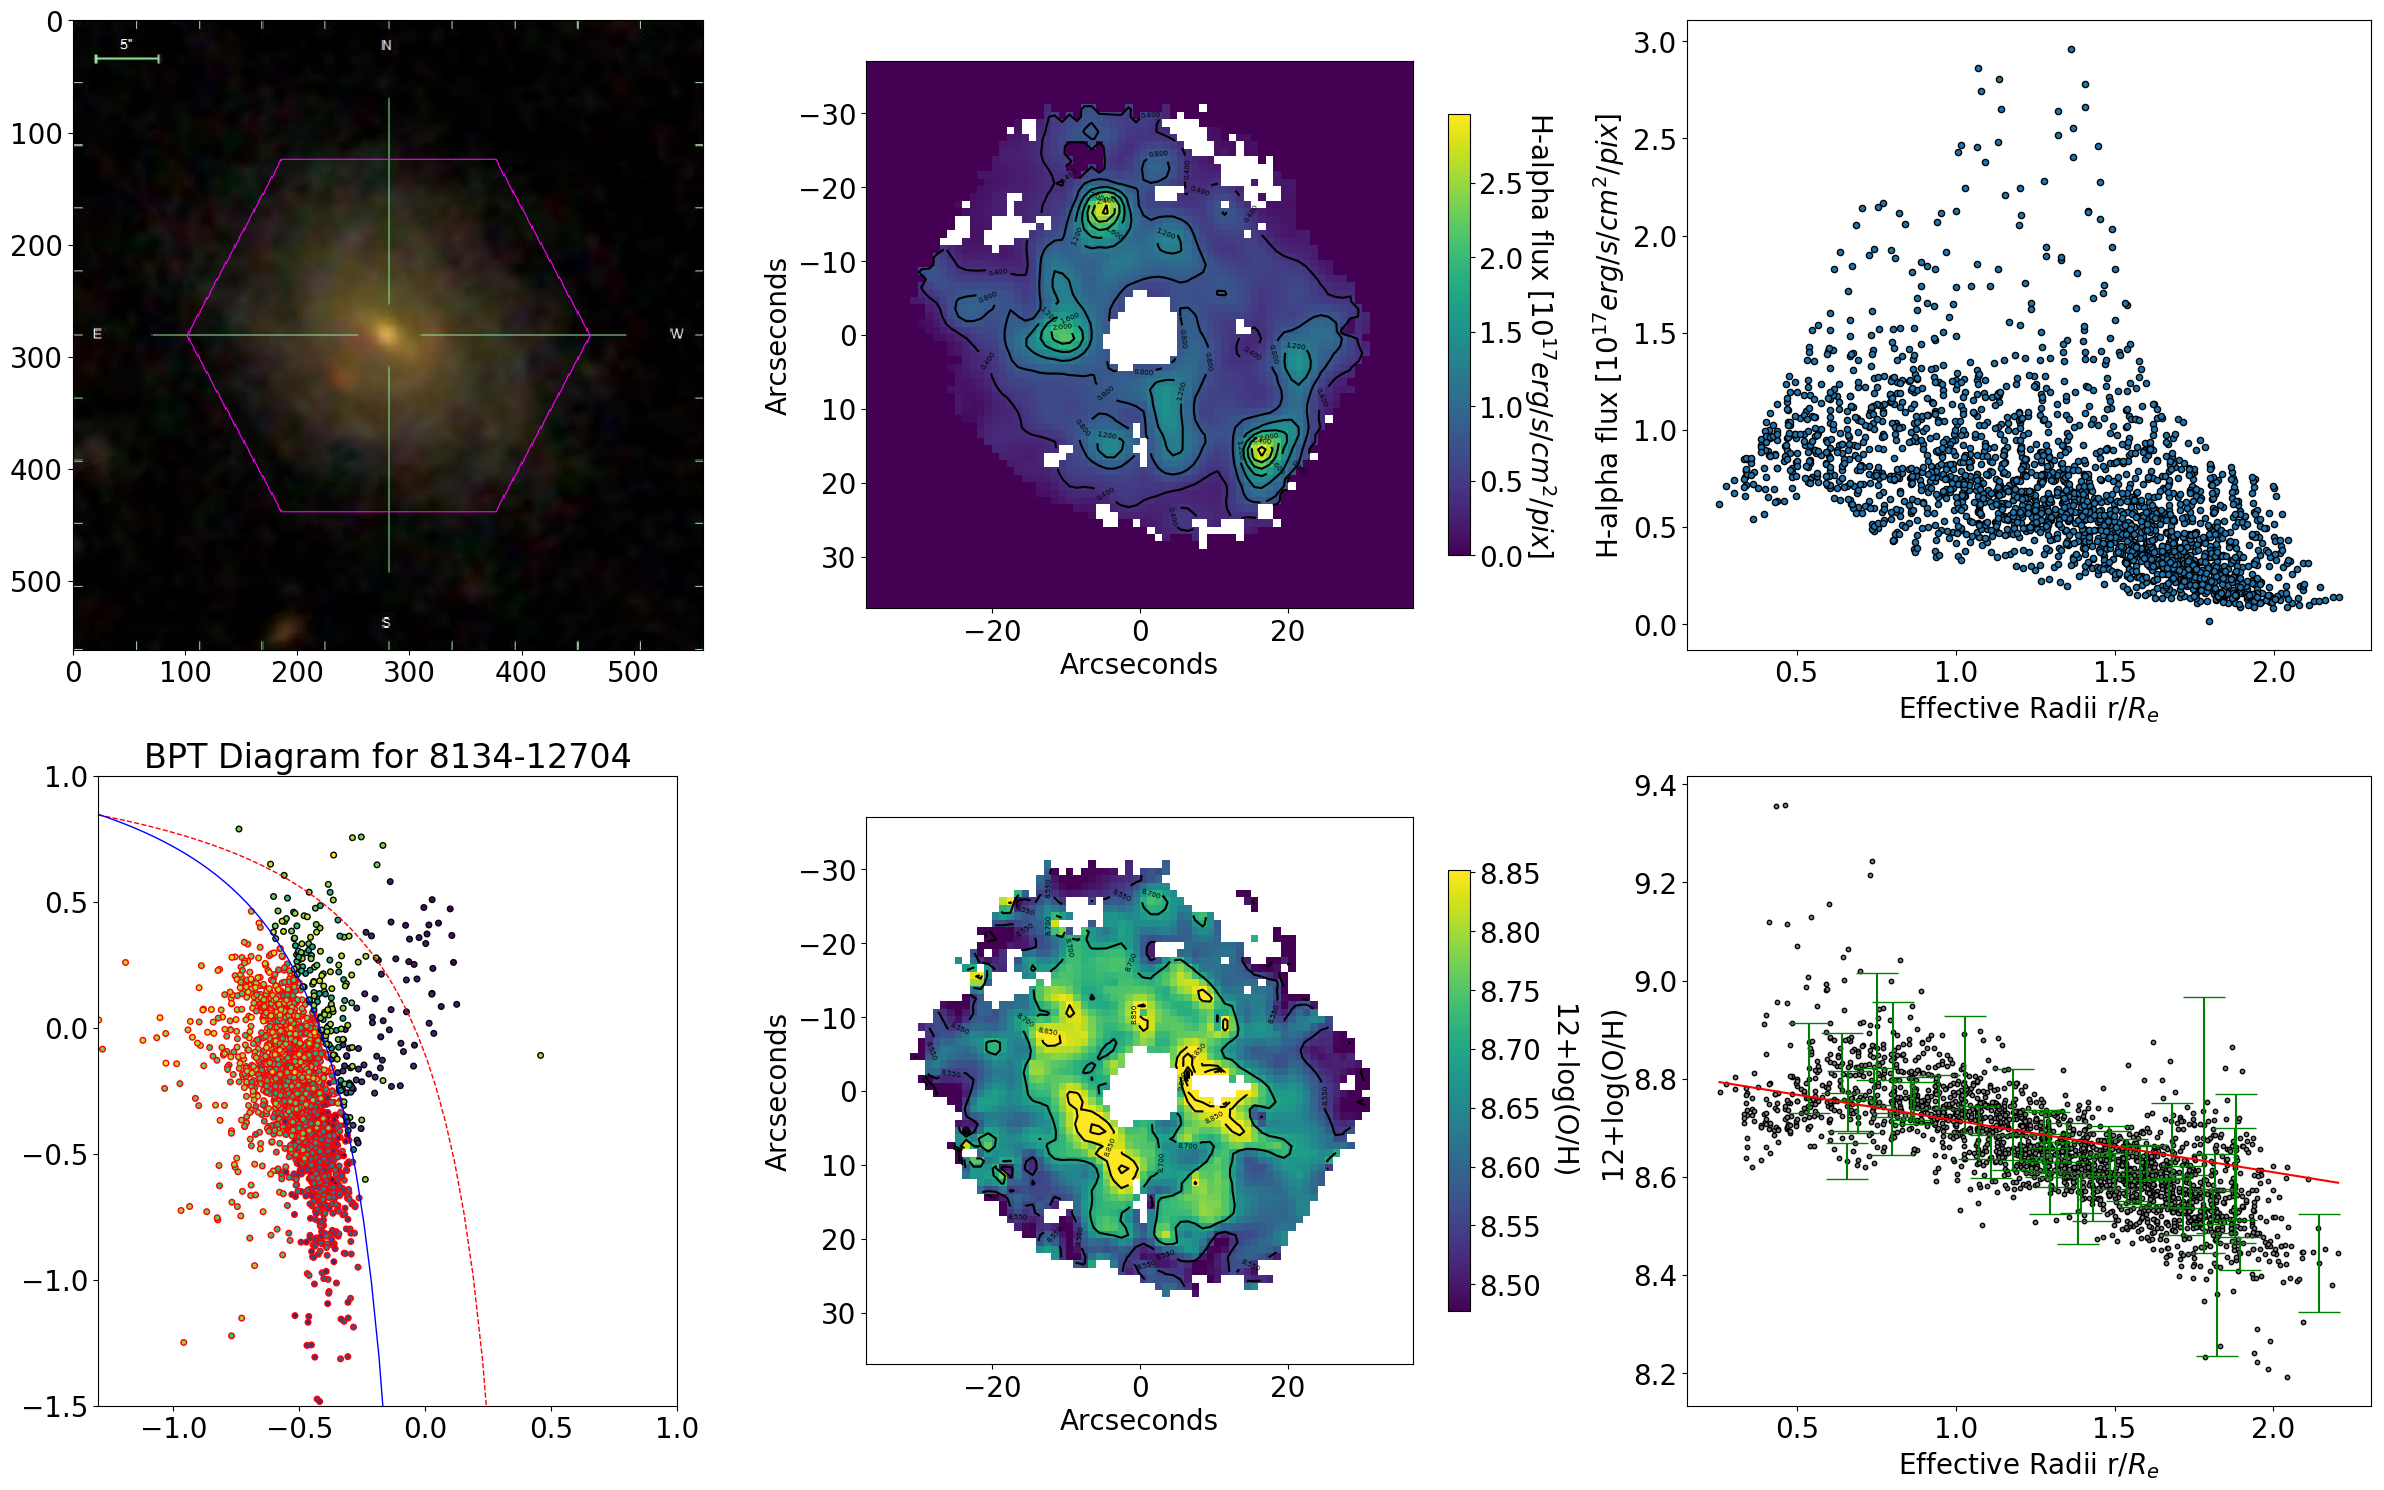 0
100
200
300
400
500
0 100 200 300 400 500
5"
N
E
W
S
−30
−20
−10
0
10
20
30
−20 0 20
Arcseconds
Arcseconds
2.5
2.0
1.5
1.0
0.5
0.0
H-alpha flux [10^17 erg/s/cm^2/pix]
3.0
2.5
2.0
1.5
1.0
0.5
0.0
0.5 1.0 1.5 2.0
H-alpha flux [10^17 erg/s/cm^2/pix]
Effective Radii r/R_e
BPT Diagram for 8134-12704
1.0
0.5
0.0
−0.5
−1.0
−1.5
−1.0 −0.5 0.0 0.5 1.0
−30
−20
−10
0
10
20
30
−20 0 20
Arcseconds
Arcseconds
8.85
8.80
8.75
8.70
8.65
8.60
8.55
8.50
12+log(O/H)
9.4
9.2
9.0
8.8
8.6
8.4
8.2
0.5 1.0 1.5 2.0
12+log(O/H)
Effective Radii r/R_e